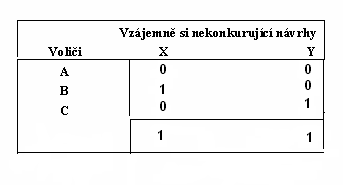 Vzájemně si nekonkurující návrhy
Voliči X Y
A 0 0
B 1 0
C 0 1
1 1